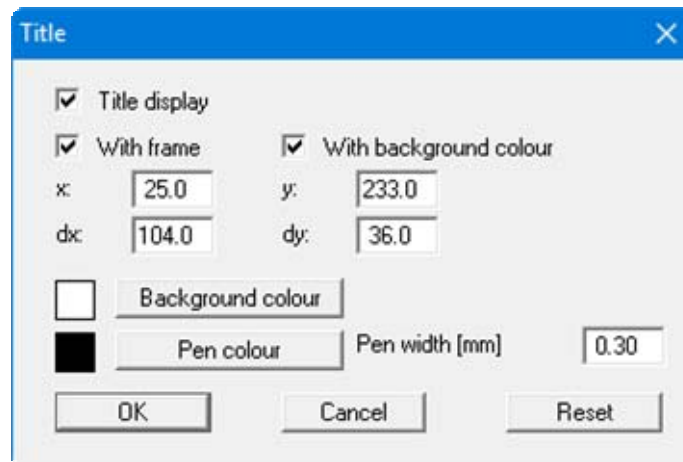 Title
Title display
With frame With background colour
x: 25.0 y: 233.0
dx: 104.0 dy: 36.0
Background colour
Pen colour Pen width [mm] 0.30
OK Cancel Reset